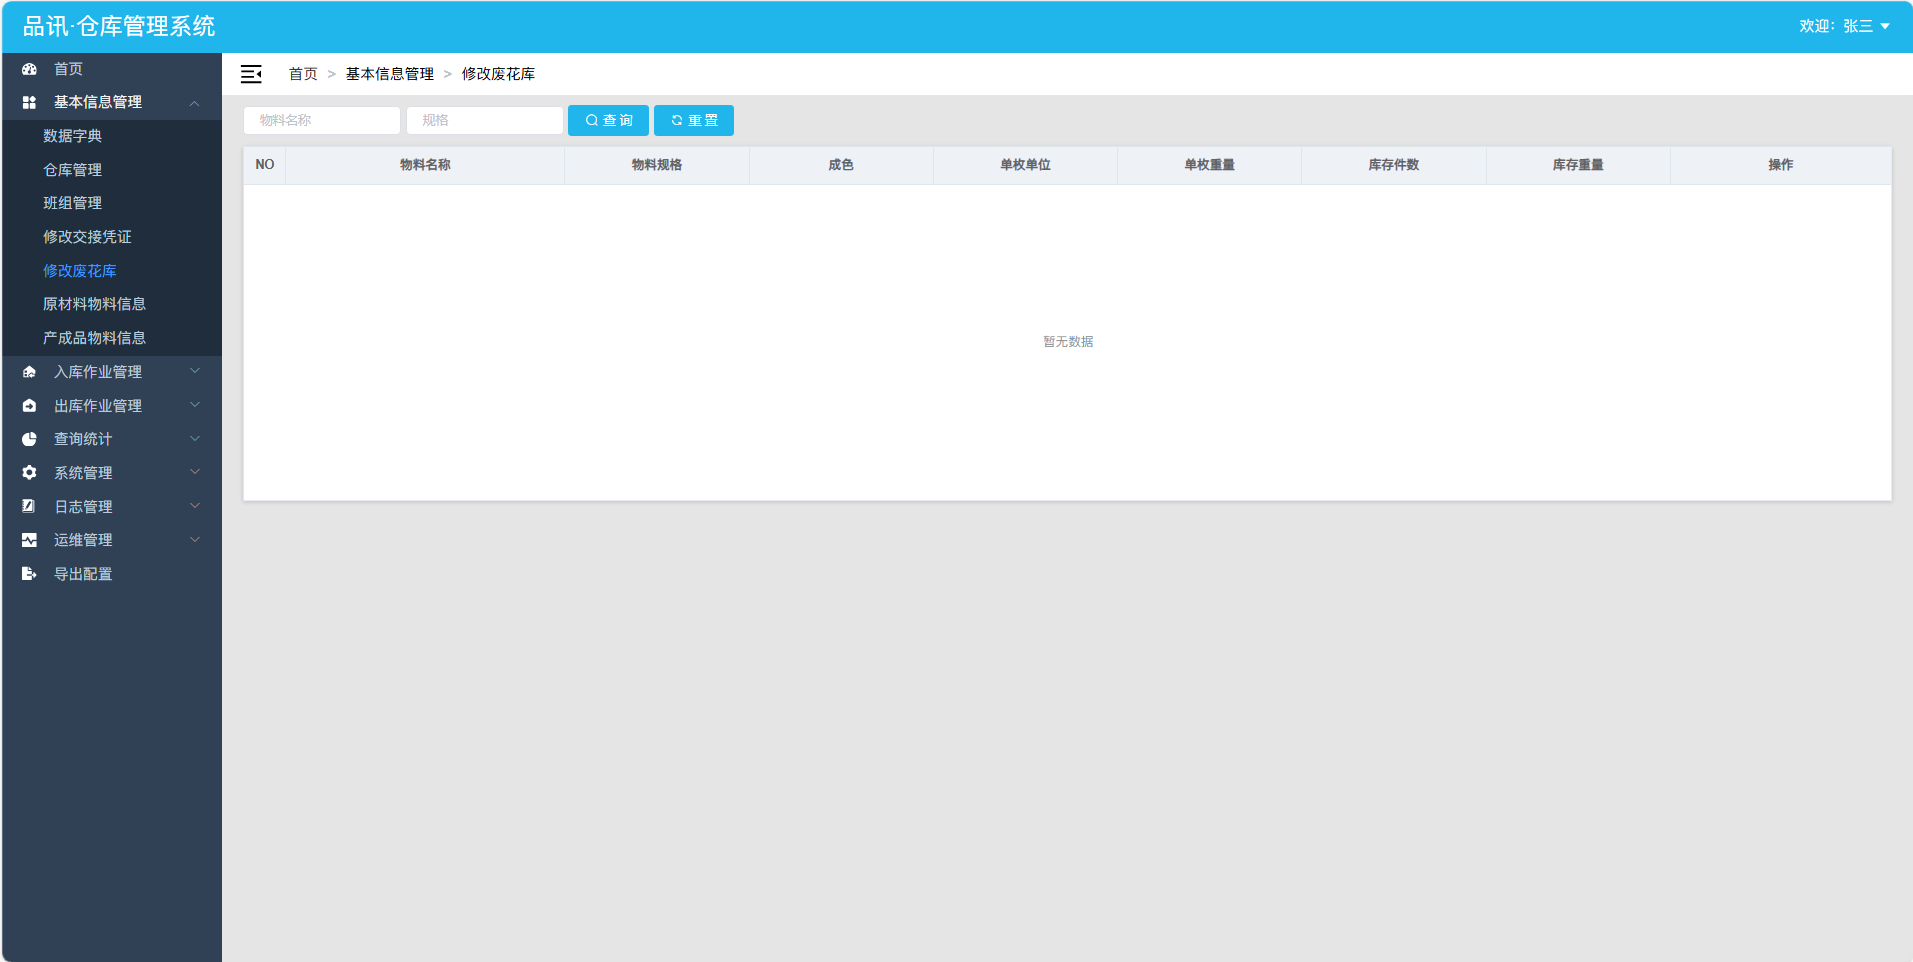 品讯·仓库管理系统
欢迎：张三
首页
基本信息管理
数据字典
仓库管理
班组管理
修改交接凭证
修改废花库
原材料物料信息
产成品物料信息
入库作业管理
出库作业管理
查询统计
系统管理
日志管理
运维管理
导出配置
首页 > 基本信息管理 > 修改废花库
物料名称 规格 查询 重置
NO 物料名称 物料规格 成色 单枚单位 单枚重量 库存件数 库存重量 操作
暂无数据